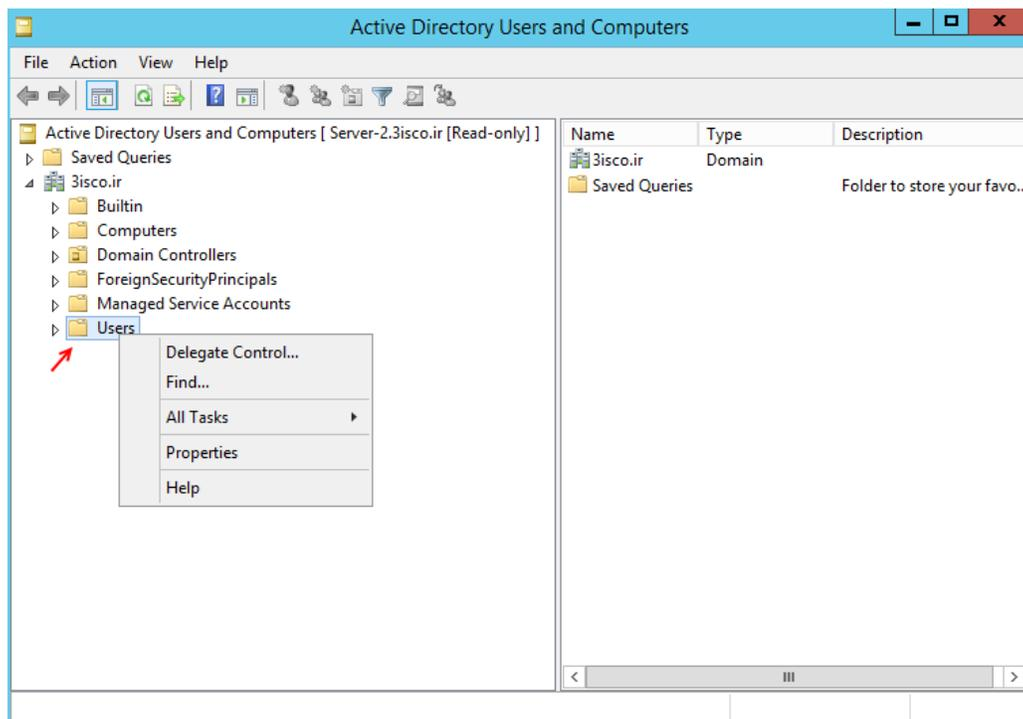 Active Directory Users and Computers
File Action View Help
Active Directory Users and Computers [ Server-2.3isco.ir [Read-only] ]
Saved Queries
3isco.ir
Builtin
Computers
Domain Controllers
ForeignSecurityPrincipals
Managed Service Accounts
Users
Delegate Control...
Find...
All Tasks
Properties
Help
Name Type Description
3isco.ir Domain
Saved Queries Folder to store your favo...